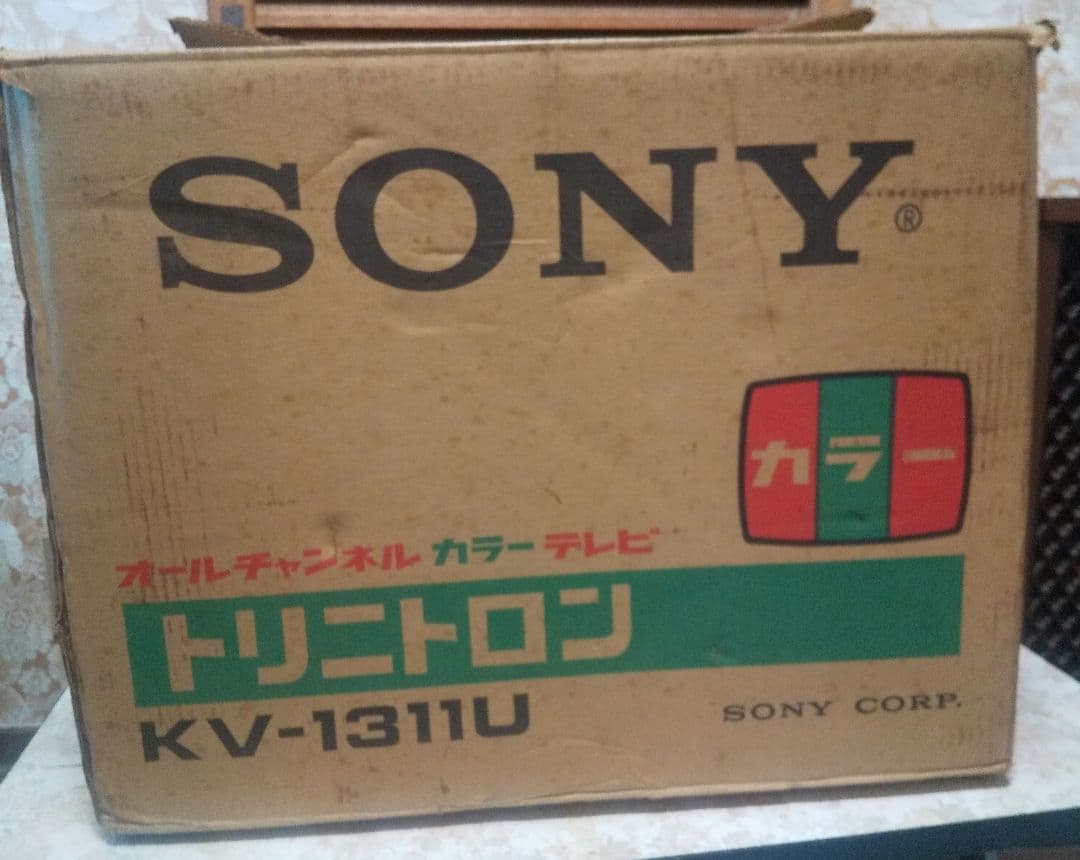 SONY®
カラー
オールチャンネル カラー テレビ
トリニトロン
KV-1311U
SONY CORP.